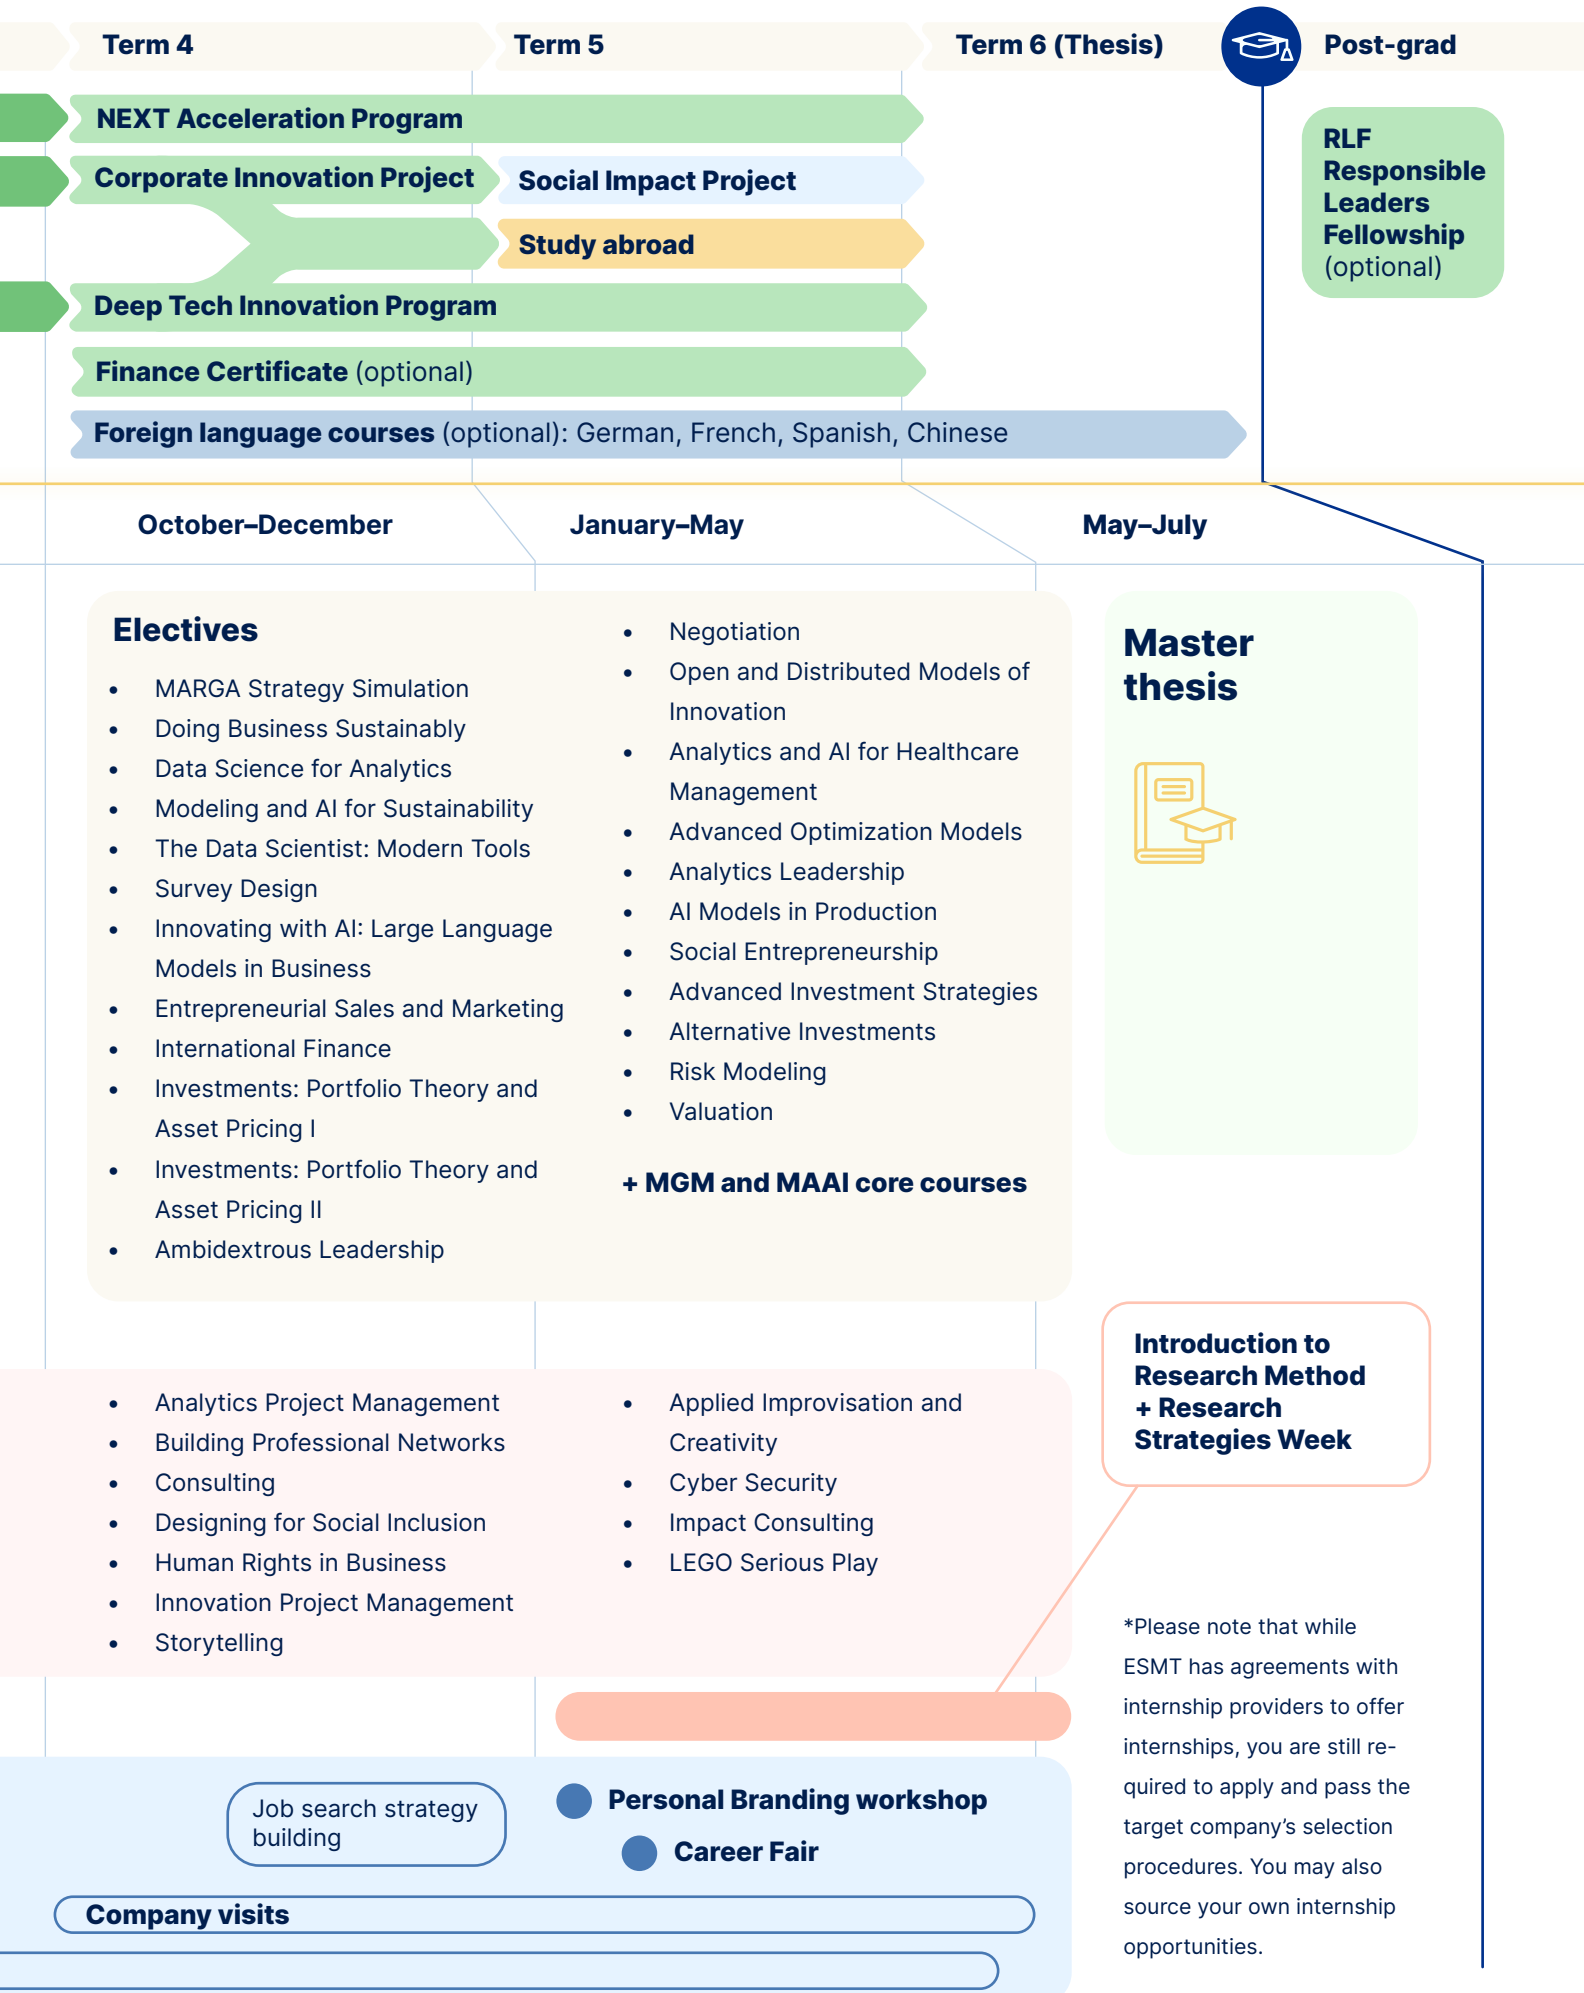 Term 4
Term 5
Term 6 (Thesis)
Post-grad
NEXT Acceleration Program
Corporate Innovation Project
Social Impact Project
Study abroad
Deep Tech Innovation Program
Finance Certificate (optional)
Foreign language courses (optional): German, French, Spanish, Chinese
RLF
Responsible
Leaders
Fellowship
(optional)
October–December
January–May
May–July
Electives
• MARGA Strategy Simulation
• Doing Business Sustainably
• Data Science for Analytics
• Modeling and AI for Sustainability
• The Data Scientist: Modern Tools
• Survey Design
• Innovating with AI: Large Language
Models in Business
• Entrepreneurial Sales and Marketing
• International Finance
• Investments: Portfolio Theory and
Asset Pricing I
• Investments: Portfolio Theory and
Asset Pricing II
• Ambidextrous Leadership
• Negotiation
• Open and Distributed Models of
Innovation
• Analytics and AI for Healthcare
Management
• Advanced Optimization Models
• Analytics Leadership
• AI Models in Production
• Social Entrepreneurship
• Advanced Investment Strategies
• Alternative Investments
• Risk Modeling
• Valuation
+ MGM and MAAI core courses
Master
thesis
• Analytics Project Management
• Building Professional Networks
• Consulting
• Designing for Social Inclusion
• Human Rights in Business
• Innovation Project Management
• Storytelling
• Applied Improvisation and
Creativity
• Cyber Security
• Impact Consulting
• LEGO Serious Play
Introduction to
Research Method
+ Research
Strategies Week
Job search strategy
building
Personal Branding workshop
Career Fair
Company visits
*Please note that while
ESMT has agreements with
internship providers to offer
internships, you are still re-
quired to apply and pass the
target company’s selection
procedures. You may also
source your own internship
opportunities.